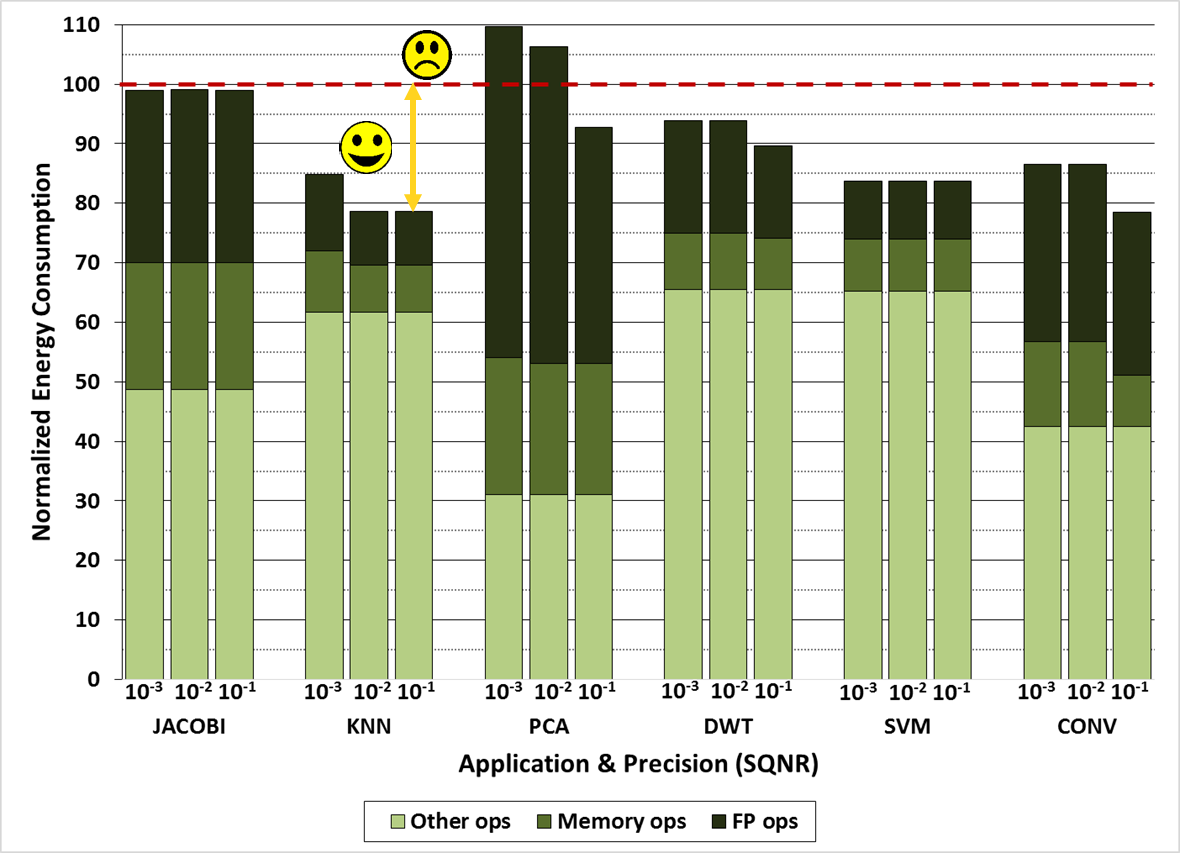 110
100
90
80
70
60
50
40
30
20
10
0
Normalized Energy Consumption
10⁻³ 10⁻² 10⁻¹ 10⁻³ 10⁻² 10⁻¹ 10⁻³ 10⁻² 10⁻¹ 10⁻³ 10⁻² 10⁻¹ 10⁻³ 10⁻² 10⁻¹ 10⁻³ 10⁻² 10⁻¹
JACOBI KNN PCA DWT SVM CONV
Application & Precision (SQNR)
Other ops Memory ops FP ops